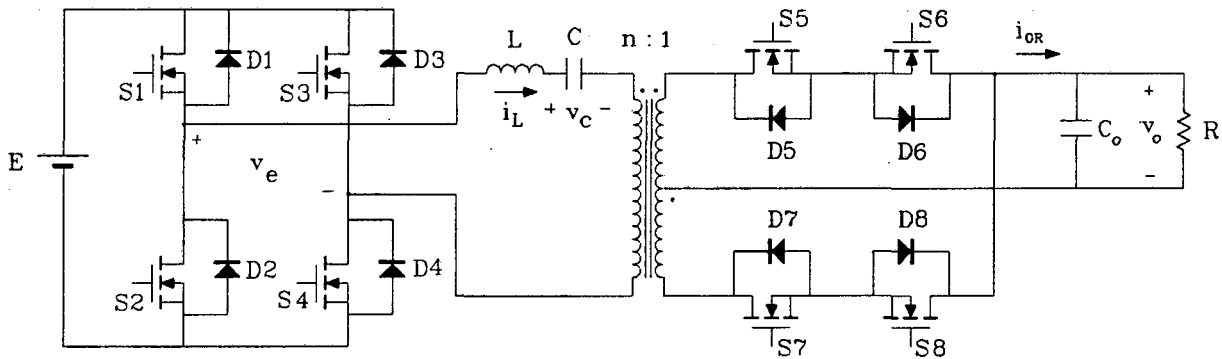 S5 S6
L C n : 1
i_OR
D1 D3
S1 S3
i_L + v_C −
D5 D6
+
E
+ v_e −
C_o v_o R
−
D7 D8
D2 D4
S2 S4
S7 S8